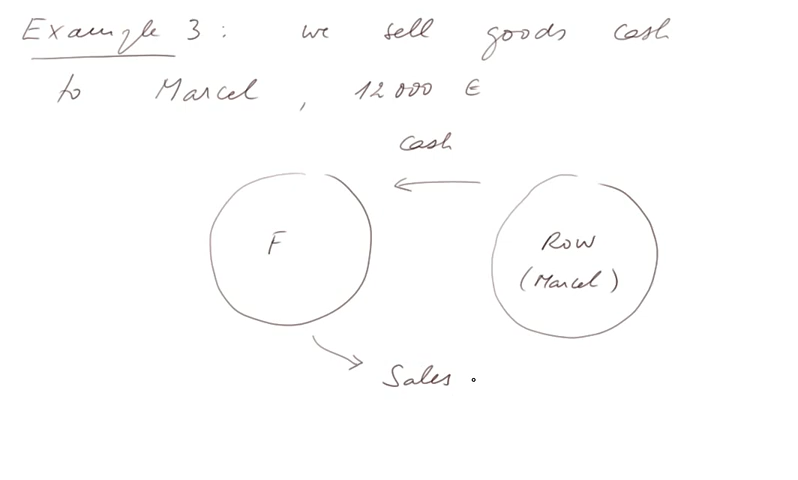 Example 3 : we sell goods cash
to Marcel , 12 000 €
cash
F
ROW
(Marcel)
Sales .